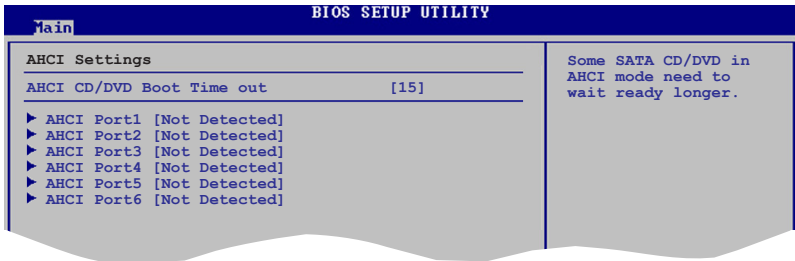 BIOS SETUP UTILITY
Main
AHCI Settings
AHCI CD/DVD Boot Time out [15]
AHCI Port1 [Not Detected]
AHCI Port2 [Not Detected]
AHCI Port3 [Not Detected]
AHCI Port4 [Not Detected]
AHCI Port5 [Not Detected]
AHCI Port6 [Not Detected]
Some SATA CD/DVD in
AHCI mode need to
wait ready longer.